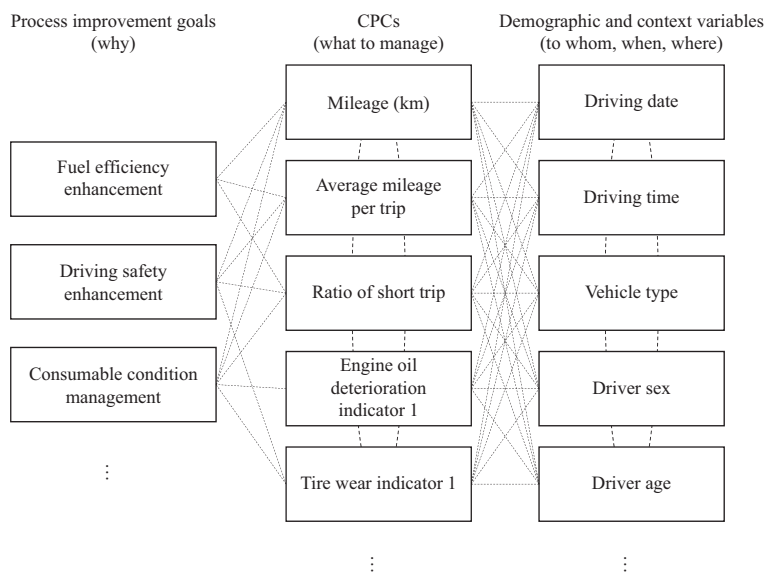 Process improvement goals
(why)
Fuel efficiency
enhancement
Driving safety
enhancement
Consumable condition
management
⋮
CPCs
(what to manage)
Mileage (km)
Average mileage
per trip
Ratio of short trip
Engine oil
deterioration
indicator 1
Tire wear indicator 1
⋮
Demographic and context variables
(to whom, when, where)
Driving date
Driving time
Vehicle type
Driver sex
Driver age
⋮